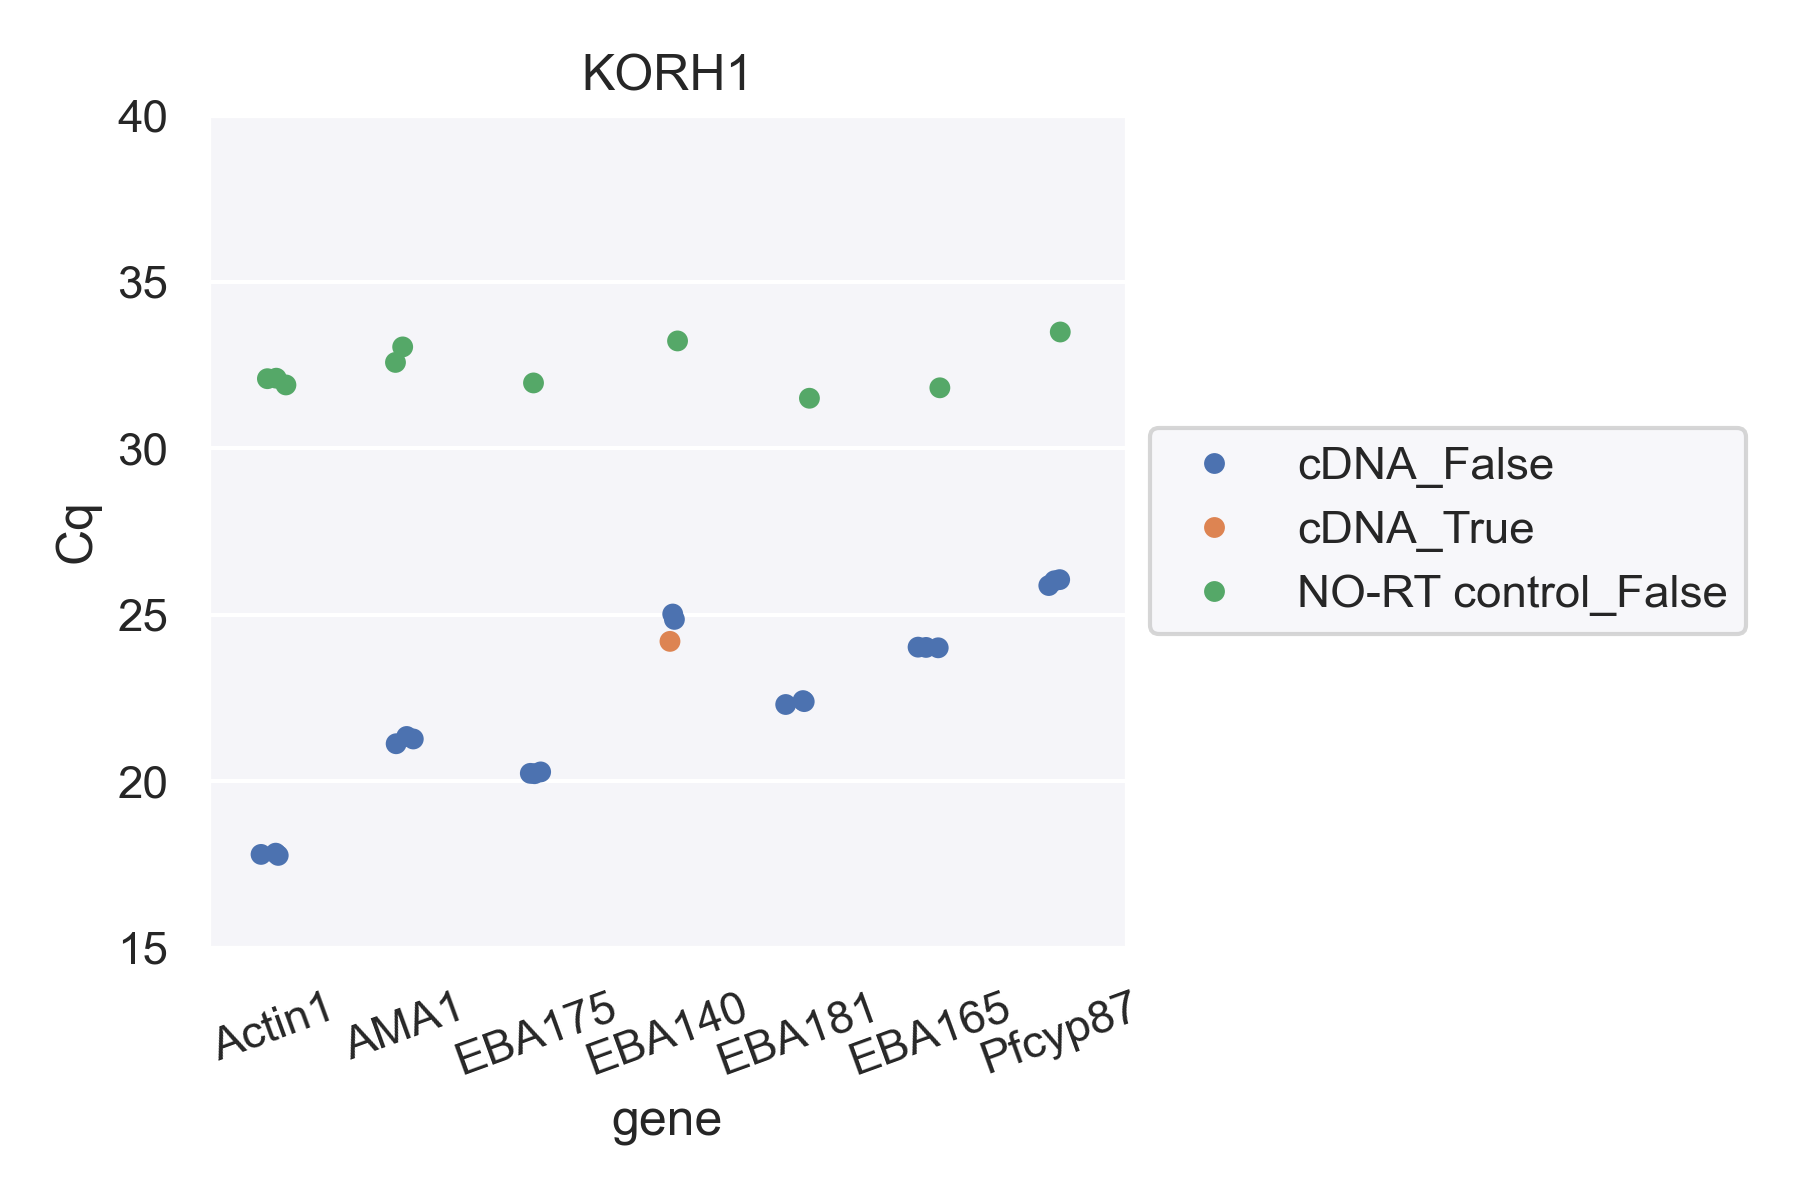 KORH1
40
35
30
25
20
15
Cq
Actin1
AMA1
EBA175
EBA140
EBA181
EBA165
Pfcyp87
gene
cDNA_False
cDNA_True
NO-RT control_False